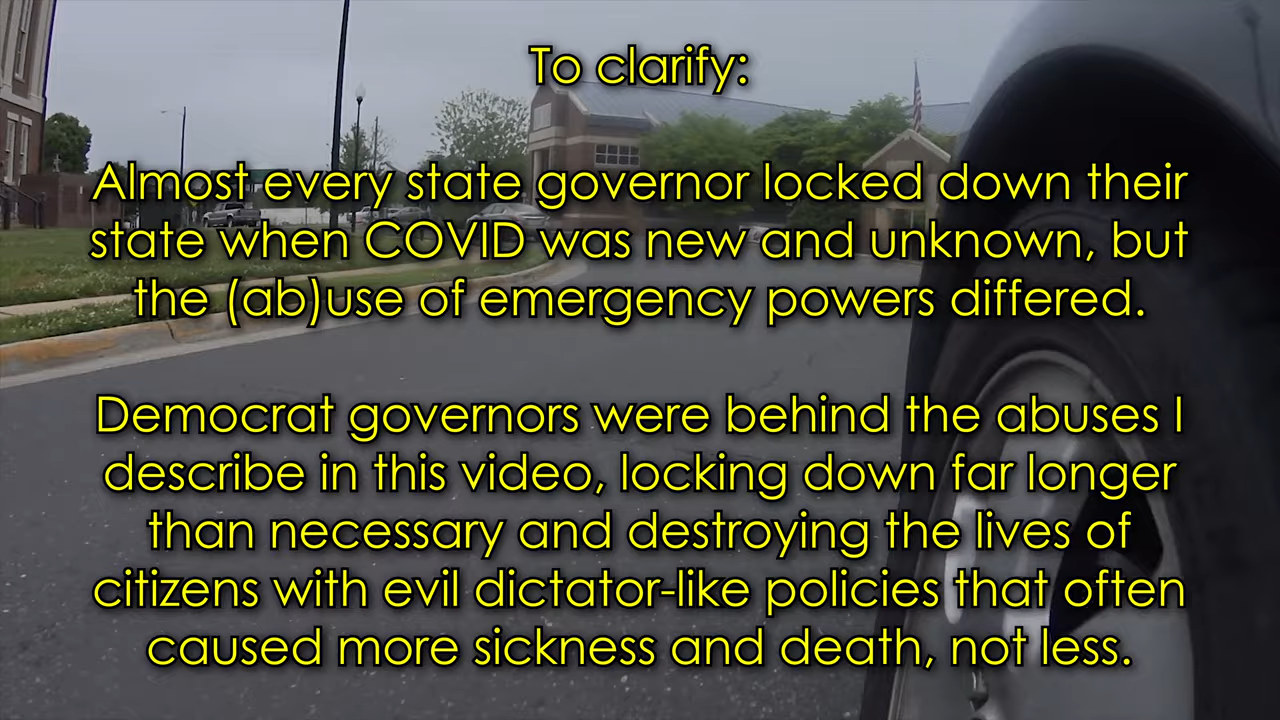 To clarify:
Almost every state governor locked down their
state when COVID was new and unknown, but
the (ab)use of emergency powers differed.
Democrat governors were behind the abuses I
describe in this video, locking down far longer
than necessary and destroying the lives of
citizens with evil dictator-like policies that often
caused more sickness and death, not less.